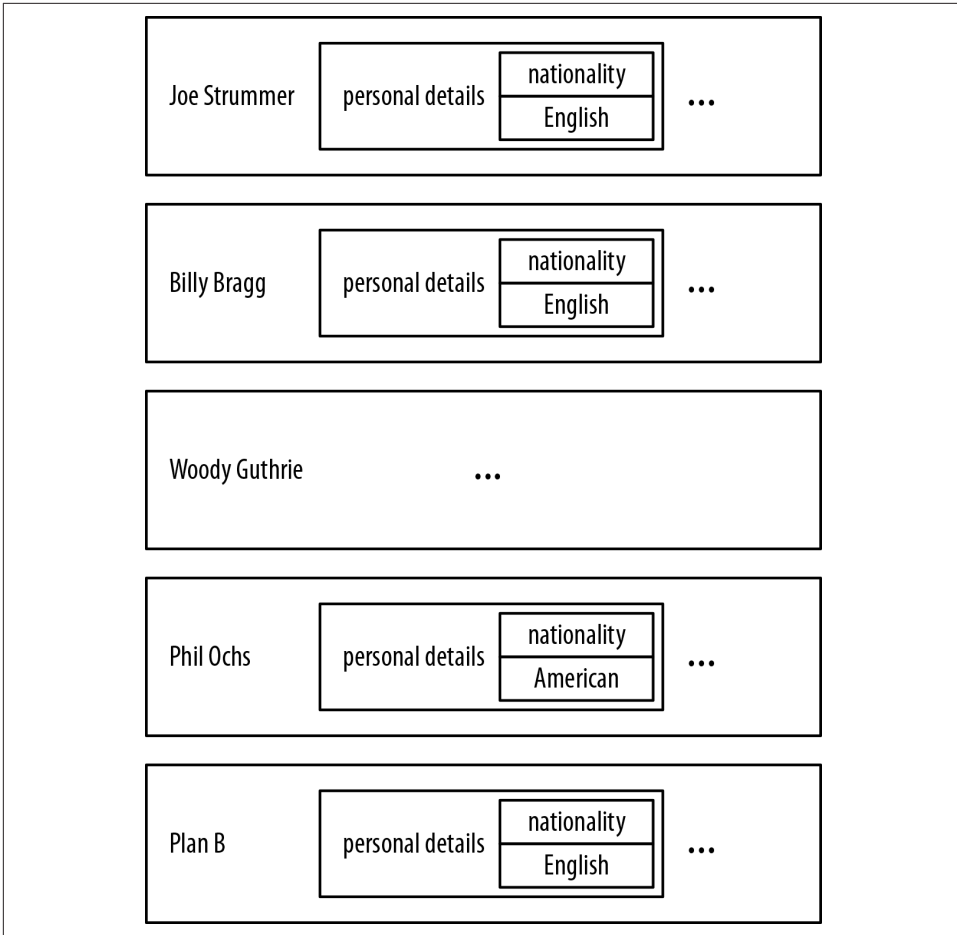 Joe Strummer personal details nationality English ...
Billy Bragg personal details nationality English ...
Woody Guthrie ...
Phil Ochs personal details nationality American ...
Plan B personal details nationality English ...